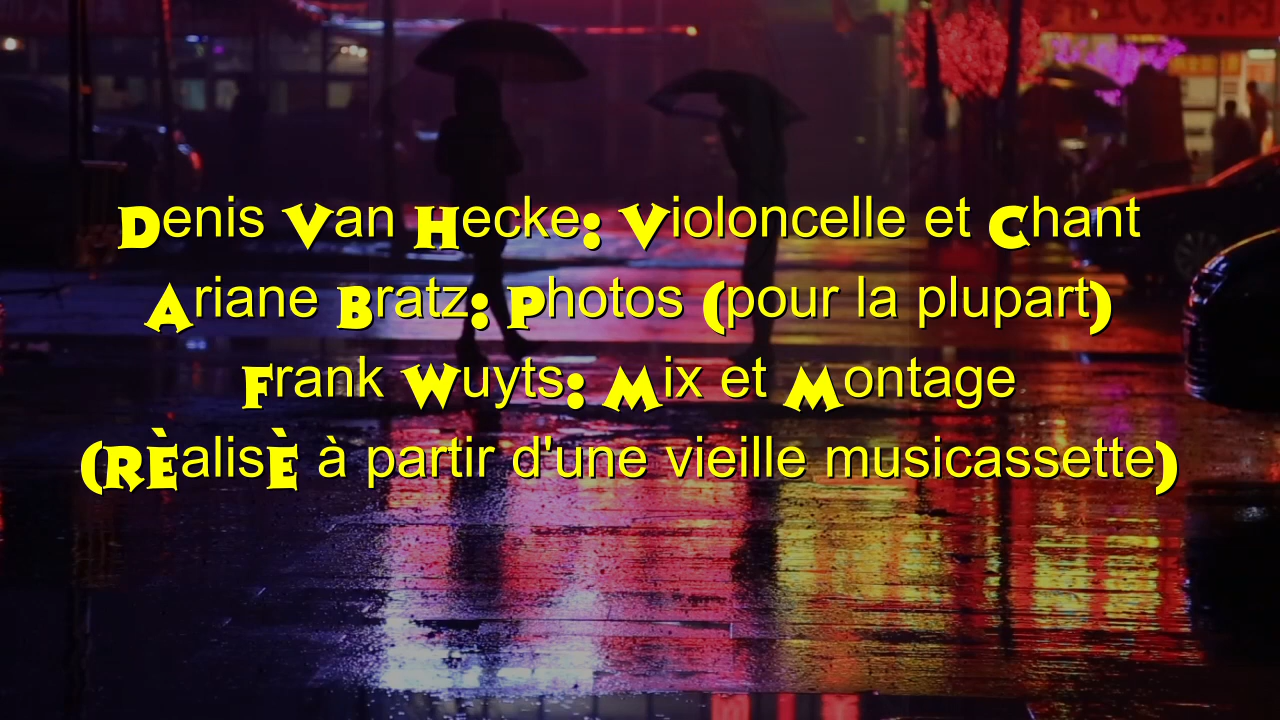 Denis Van Hecke: Violoncelle et Chant
Ariane Bratz: Photos (pour la plupart)
Frank Wuyts: Mix et Montage
(RÈalisÈ à partir d'une vieille musicassette)